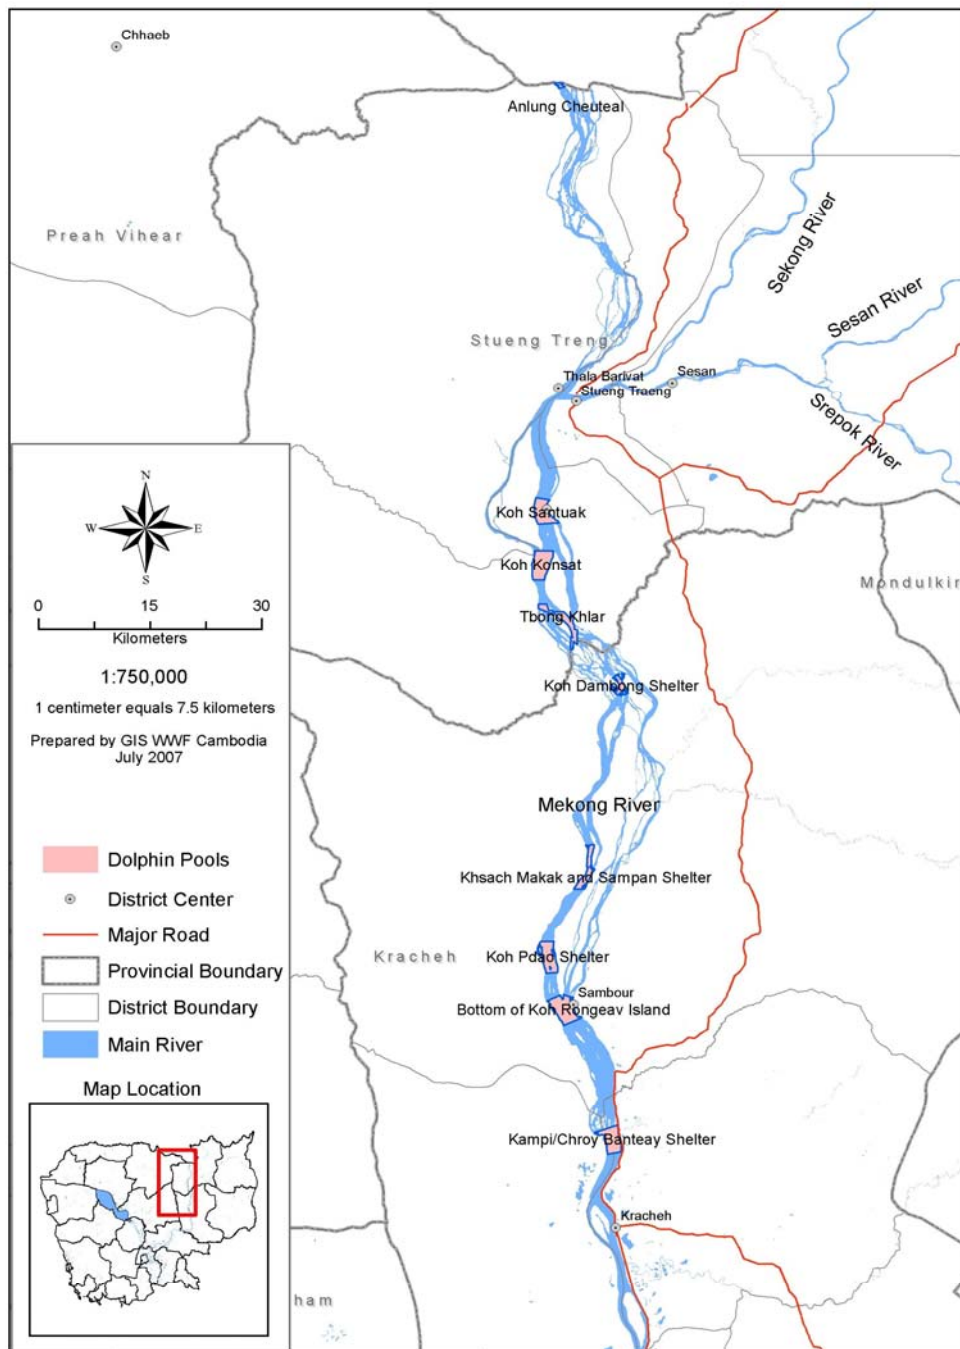 Chhaeb
Anlung Cheuteal
Preah Vihear
Sekong River
Sesan River
Stueng Treng
Thala Barivat
Sesan
Stueng Traeng
Srepok River
Koh Santuak
Koh Konsat
Mondulkir
Tbong Khlar
Koh Dambong Shelter
Mekong River
Khsach Makak and Sampan Shelter
Kracheh
Koh Pdao Shelter
Sambour
Bottom of Koh Rongeav Island
Kampi/Chroy Banteay Shelter
Kracheh
ham
N
W E
S
0 15 30
Kilometers
1:750,000
1 centimeter equals 7.5 kilometers
Prepared by GIS WWF Cambodia
July 2007
Dolphin Pools
District Center
Major Road
Provincial Boundary
District Boundary
Main River
Map Location